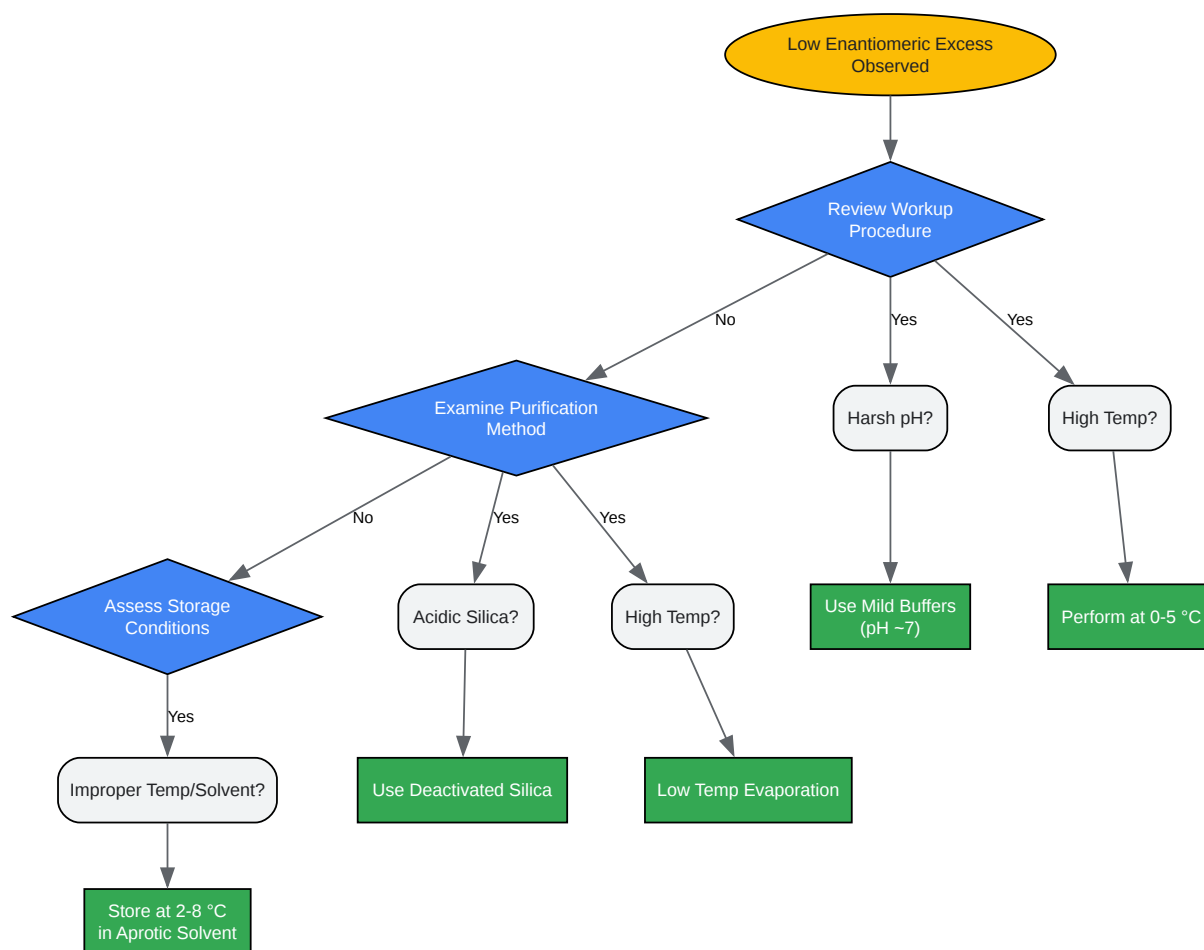 Low Enantiomeric Excess
Observed
Review Workup
Procedure
No
Yes
Yes
Examine Purification
Method
Harsh pH?
High Temp?
No
Yes
Yes
Assess Storage
Conditions
Acidic Silica?
High Temp?
Use Mild Buffers
(pH ~7)
Perform at 0-5 °C
Yes
Improper Temp/Solvent?
Use Deactivated Silica
Low Temp Evaporation
Store at 2-8 °C
in Aprotic Solvent